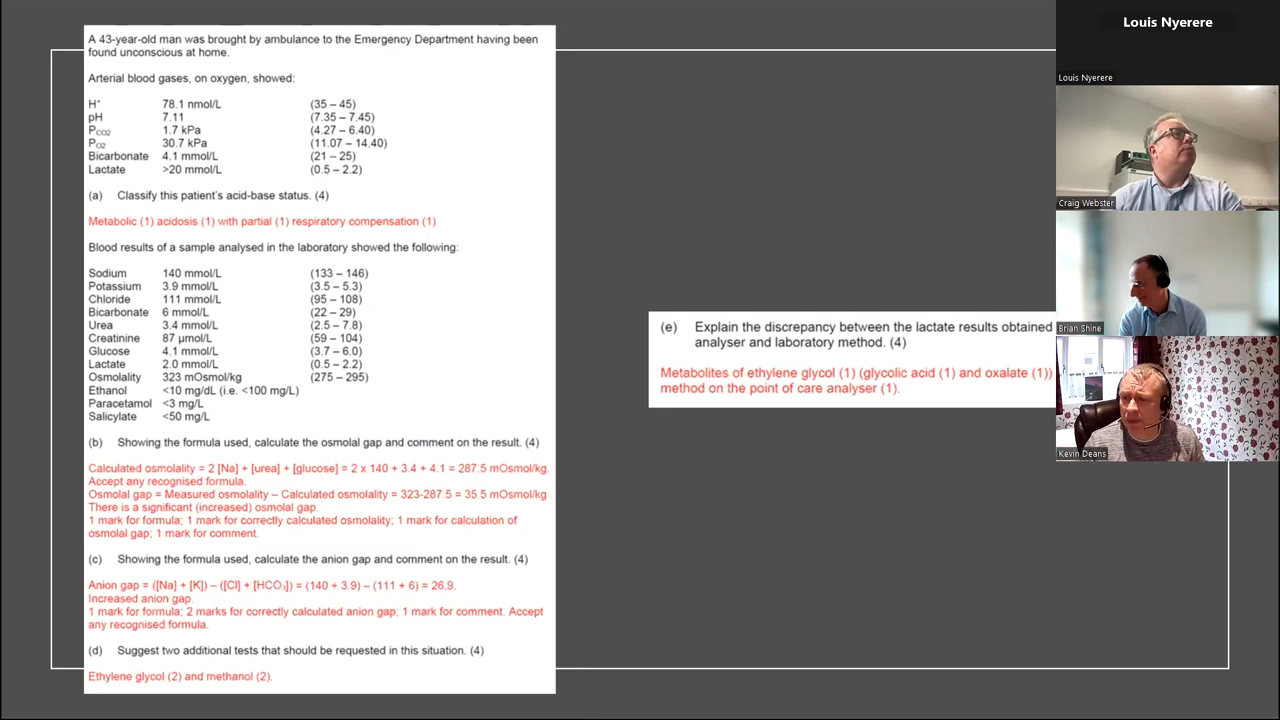 A 43-year-old man was brought by ambulance to the Emergency Department having been
found unconscious at home.
Arterial blood gases, on oxygen, showed:
H⁺ 78.1 nmol/L (35 – 45)
pH 7.11 (7.35 – 7.45)
PCO2 1.7 kPa (4.27 – 6.40)
PO2 30.7 kPa (11.07 – 14.40)
Bicarbonate 4.1 mmol/L (21 – 25)
Lactate >20 mmol/L (0.5 – 2.2)
(a) Classify this patient's acid-base status. (4)
Metabolic (1) acidosis (1) with partial (1) respiratory compensation (1)
Blood results of a sample analysed in the laboratory showed the following:
Sodium 140 mmol/L (133 – 146)
Potassium 3.9 mmol/L (3.5 – 5.3)
Chloride 111 mmol/L (95 – 108)
Bicarbonate 6 mmol/L (22 – 29)
Urea 3.4 mmol/L (2.5 – 7.8)
Creatinine 87 µmol/L (59 – 104)
Glucose 4.1 mmol/L (3.7 – 6.0)
Lactate 2.0 mmol/L (0.5 – 2.2)
Osmolality 323 mOsmol/kg (275 – 295)
Ethanol <10 mg/dL (i.e. <100 mg/L)
Paracetamol <3 mg/L
Salicylate <50 mg/L
(b) Showing the formula used, calculate the osmolal gap and comment on the result. (4)
Calculated osmolality = 2 [Na] + [urea] + [glucose] = 2 x 140 + 3.4 + 4.1 = 287.5 mOsmol/kg.
Accept any recognised formula.
Osmolal gap = Measured osmolality – Calculated osmolality = 323-287.5 = 35.5 mOsmol/kg
There is a significant (increased) osmolal gap.
1 mark for formula; 1 mark for correctly calculated osmolality; 1 mark for calculation of
osmolal gap; 1 mark for comment.
(c) Showing the formula used, calculate the anion gap and comment on the result. (4)
Anion gap = ([Na] + [K]) – ([Cl] + [HCO3]) = (140 + 3.9) – (111 + 6) = 26.9.
Increased anion gap.
1 mark for formula; 2 marks for correctly calculated anion gap; 1 mark for comment. Accept
any recognised formula.
(d) Suggest two additional tests that should be requested in this situation. (4)
Ethylene glycol (2) and methanol (2).
(e) Explain the discrepancy between the lactate results obtained
analyser and laboratory method. (4)
Metabolites of ethylene glycol (1) (glycolic acid (1) and oxalate (1))
method on the point of care analyser (1).
Louis Nyerere
Louis Nyerere
Craig Webster
Brian Shine
Kevin Deans